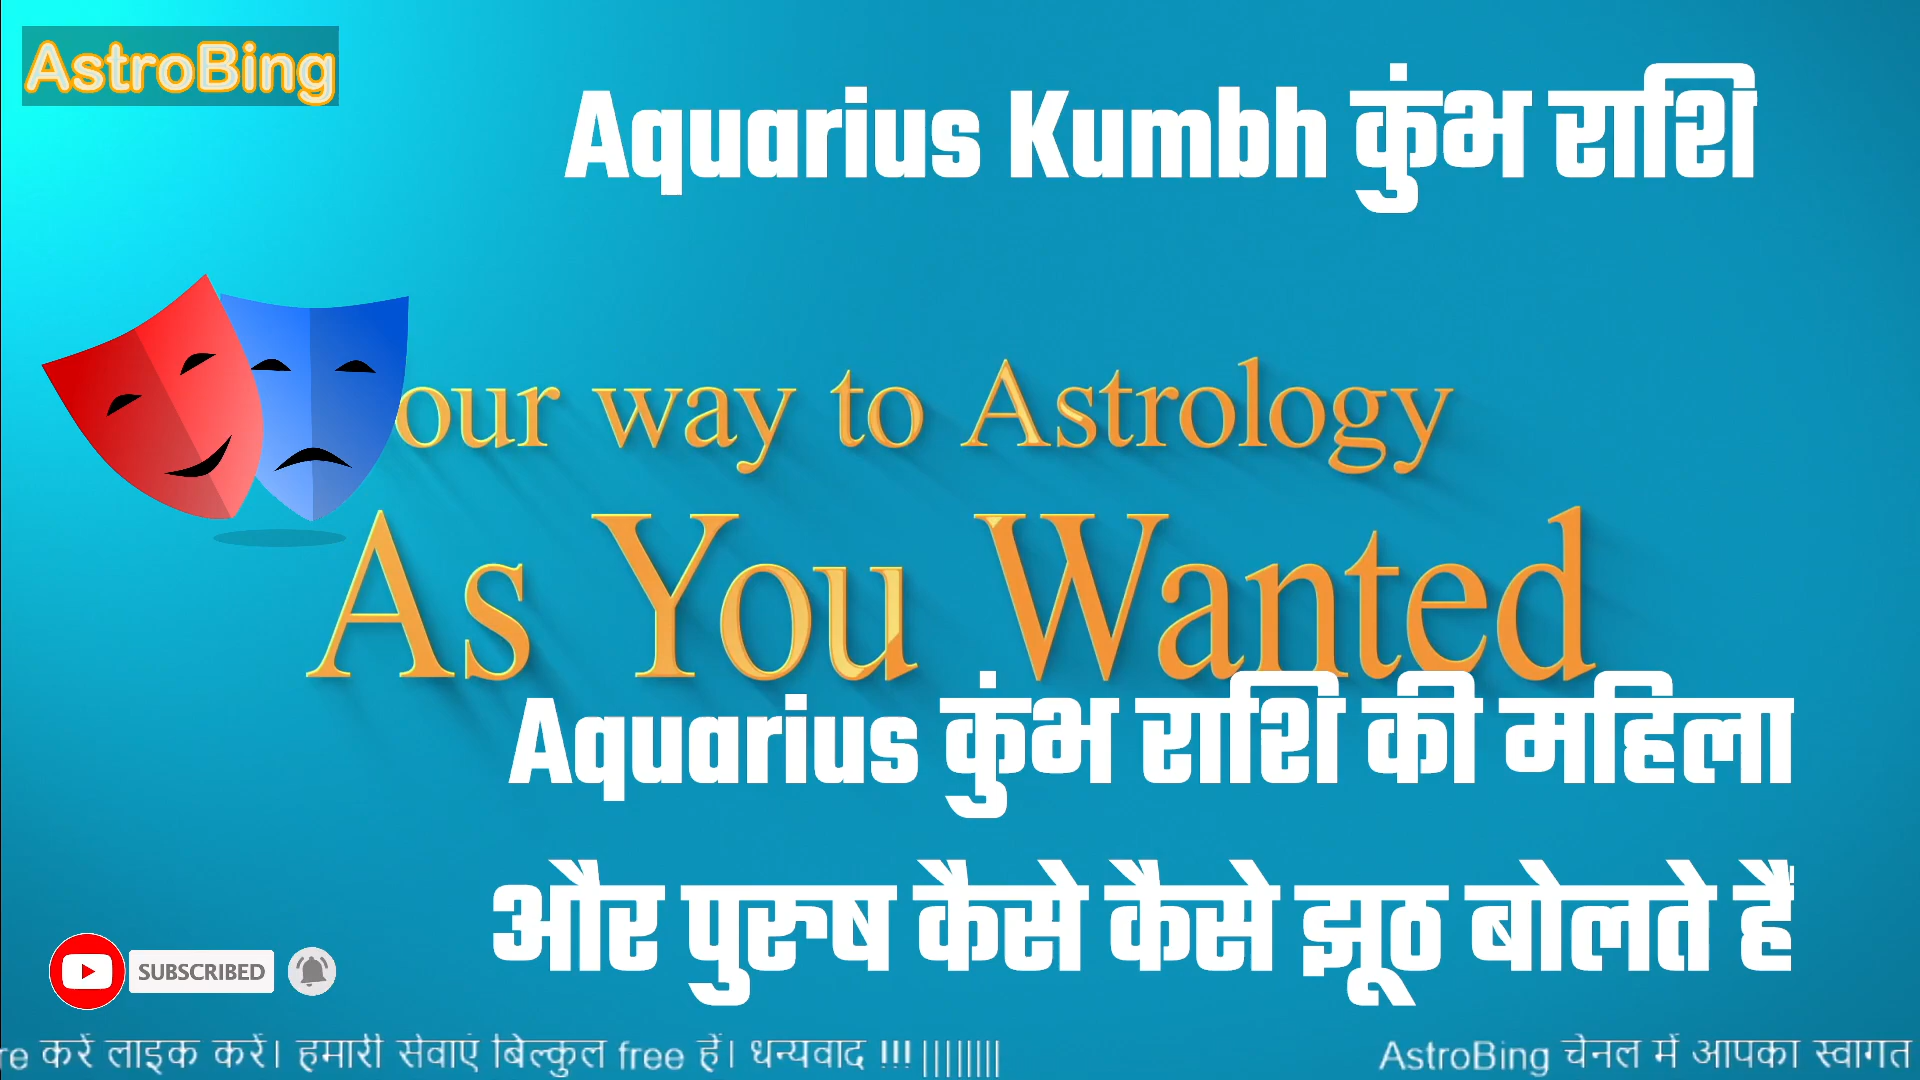 AstroBing
Aquarius Kumbh कुंभ राशि
our way to Astrology
As You Wanted
Aquarius कुंभ राशि की महिला
और पुरुष कैसे कैसे झूठ बोलते हैं
SUBSCRIBED
re करें लाइक करें। हमारी सेवाएं बिल्कुल free हैं। धन्यवाद !!! ||||||||| AstroBing चेनल में आपका स्वागत